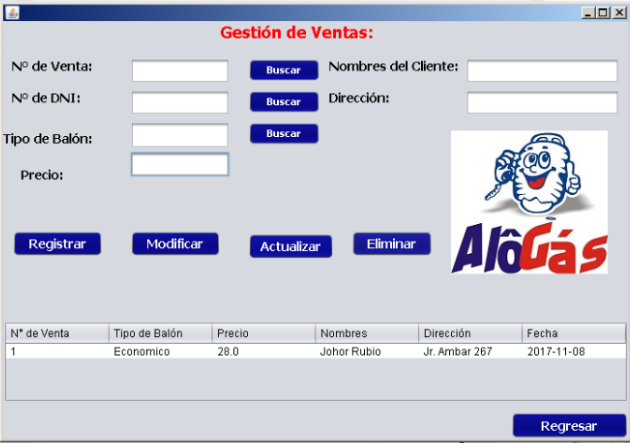 Gestión de Ventas:
Nº de Venta:
Buscar
Nombres del Cliente:
Nº de DNI:
Buscar
Dirección:
Tipo de Balón:
Buscar
Precio:
Registrar
Modificar
Actualizar
Eliminar
AlôGás
N° de Venta Tipo de Balón Precio Nombres Dirección Fecha
1 Economico 28.0 Johor Rubio Jr. Ambar 267 2017-11-08
Regresar